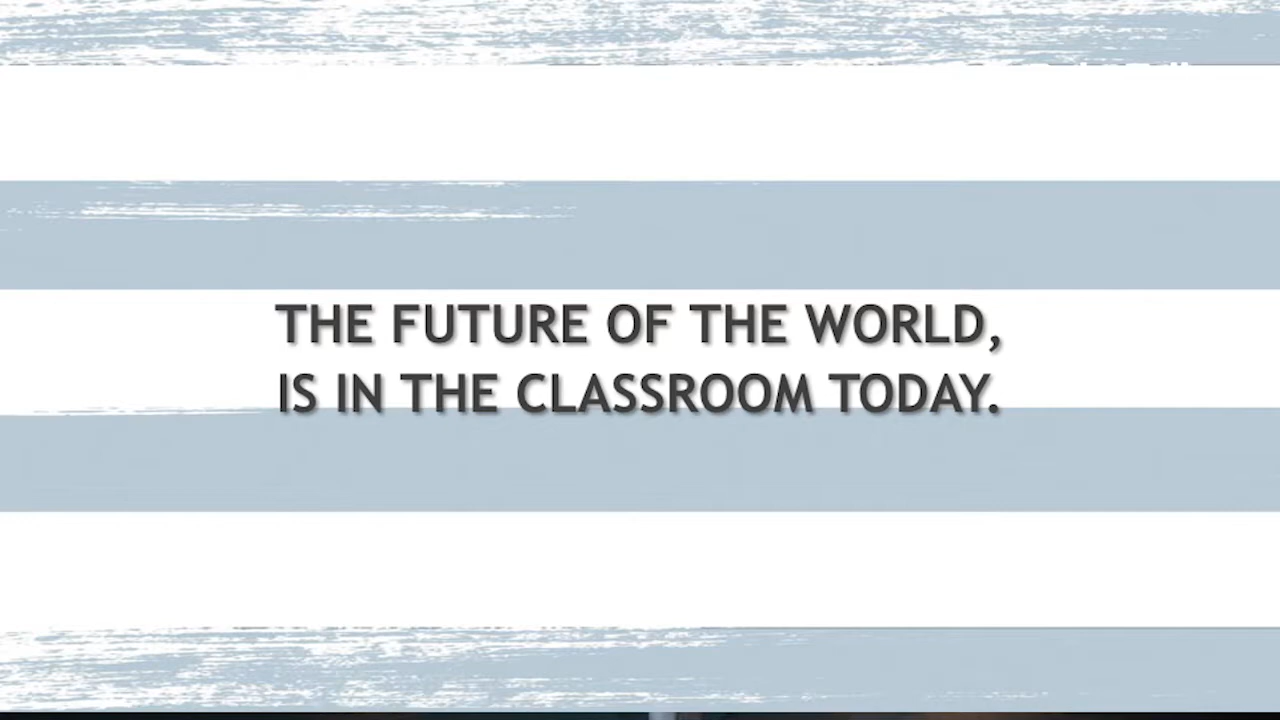 THE FUTURE OF THE WORLD,
IS IN THE CLASSROOM TODAY.